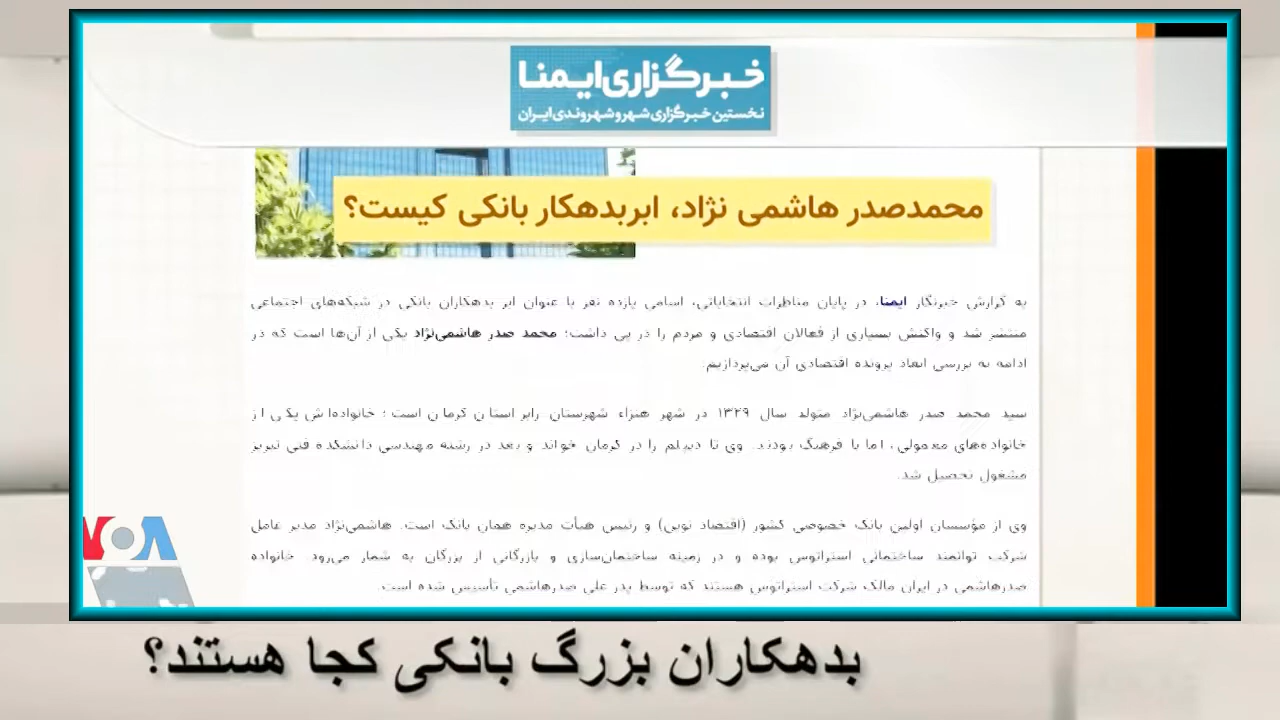 خبرگزاری ایمنا
نخستین خبرگزاری شهر و شهروندی ایران
محمدصدر هاشمی نژاد، ابربدهکار بانکی کیست؟
به گزارش خبرنگار ایمنا، در پایان مناظرات انتخاباتی، اسامی یازده نفر با عنوان ابر بدهکاران بانکی در شبکه‌های اجتماعی
منتشر شد و واکنش بسیاری از فعالان اقتصادی و مردم را در پی داشت؛ محمد صدر هاشمی‌نژاد یکی از آن‌ها است که در
ادامه به بررسی ابعاد پرونده اقتصادی آن می‌پردازیم.
سید محمد صدر هاشمی‌نژاد متولد سال ۱۳۲۹ در شهر هنزاء شهرستان رابر استان کرمان است؛ خانواده‌اش یکی از
خانواده‌های معمولی، اما با فرهنگ بودند. وی تا دیپلم را در کرمان خواند و بعد در رشته مهندسی دانشکده فنی تبریز
مشغول تحصیل شد.
وی از مؤسسان اولین بانک خصوصی کشور (اقتصاد نوین) و رئیس هیأت مدیره همان بانک است. هاشمی‌نژاد مدیر عامل
شرکت توانمند ساختمانی استراتوس بوده و در زمینه ساختمان‌سازی و بازرگانی از بزرگان به شمار می‌رود. خانواده
صدرهاشمی در ایران مالک شرکت استراتوس هستند که توسط پدر علی صدرهاشمی تأسیس شده است.
VOA
بدهکاران بزرگ بانکی کجا هستند؟